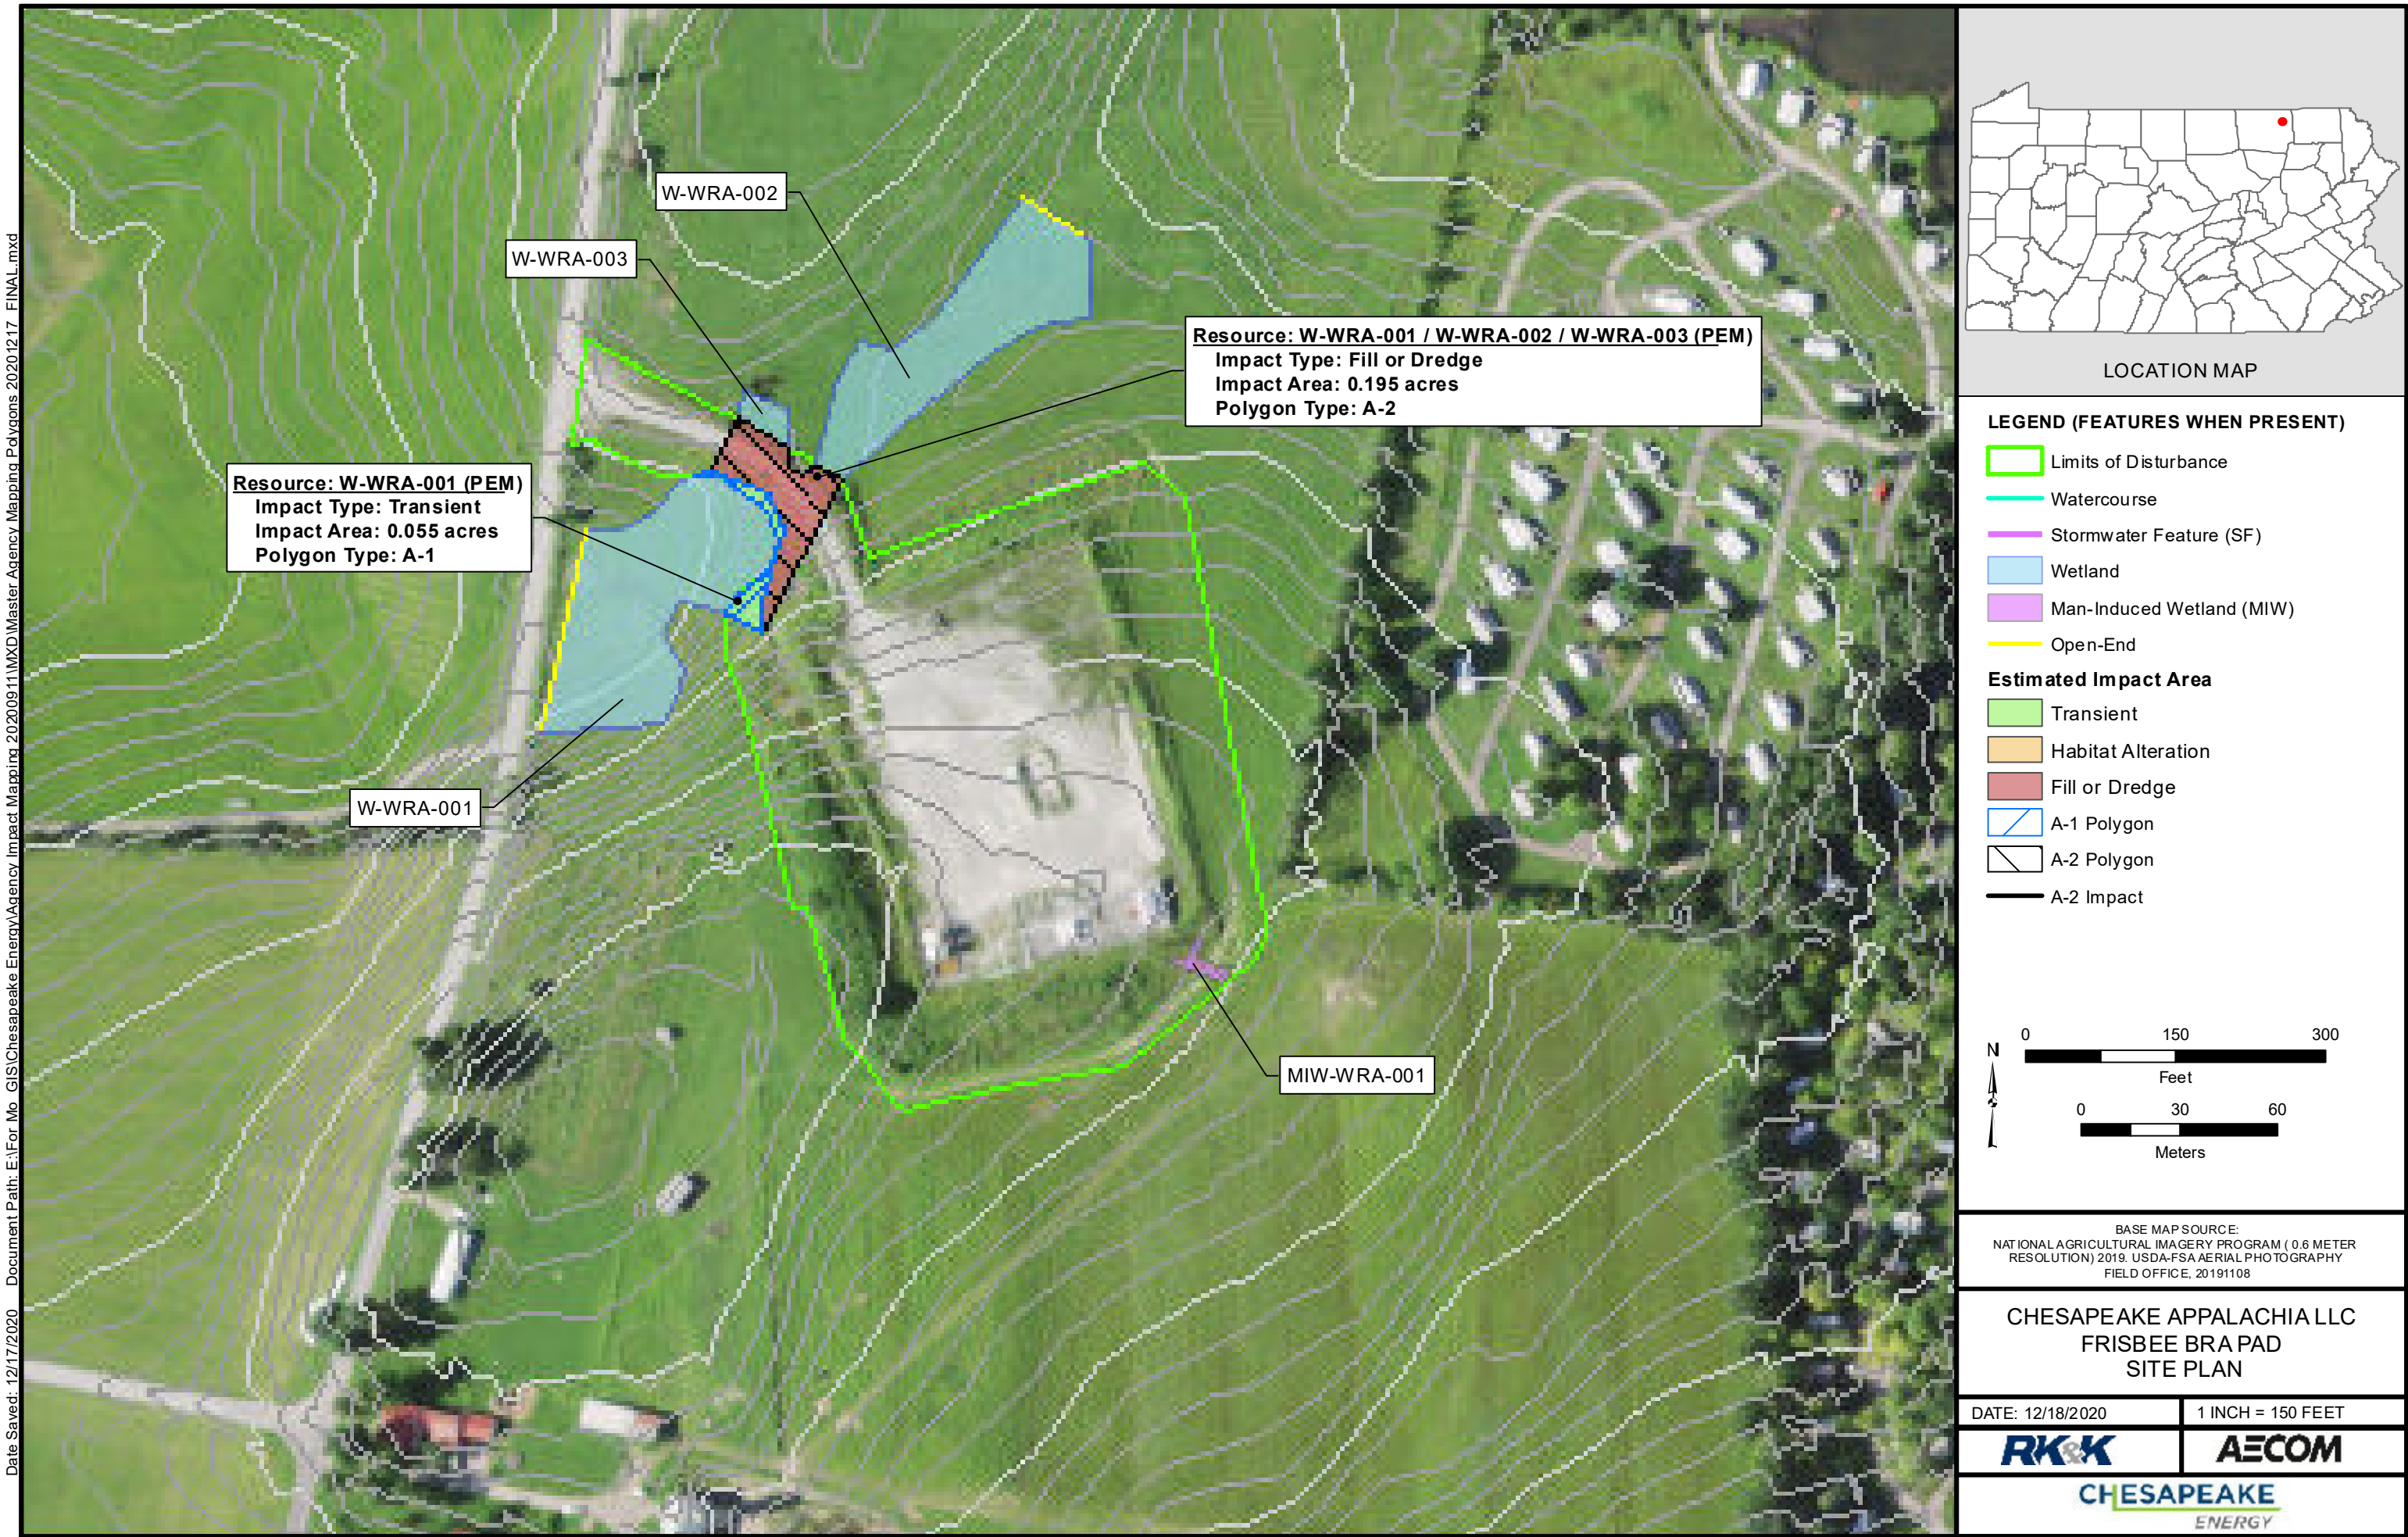 Date Saved: 12/17/2020 Document Path: E:\For Mo GIS\Chesapeake Energy\Agency Impact Mapping 20200911\MXD\Master Agency Mapping Polygons 20201217 FINAL.mxd
W-WRA-002
W-WRA-003
Resource: W-WRA-001 / W-WRA-002 / W-WRA-003 (PEM)
Impact Type: Fill or Dredge
Impact Area: 0.195 acres
Polygon Type: A-2
Resource: W-WRA-001 (PEM)
Impact Type: Transient
Impact Area: 0.055 acres
Polygon Type: A-1
W-WRA-001
MIW-WRA-001
LOCATION MAP
LEGEND (FEATURES WHEN PRESENT)
Limits of Disturbance
Watercourse
Stormwater Feature (SF)
Wetland
Man-Induced Wetland (MIW)
Open-End
Estimated Impact Area
Transient
Habitat Alteration
Fill or Dredge
A-1 Polygon
A-2 Polygon
A-2 Impact
N
0 150 300
Feet
0 30 60
Meters
BASE MAP SOURCE:
NATIONAL AGRICULTURAL IMAGERY PROGRAM ( 0.6 METER
RESOLUTION) 2019. USDA-FSA AERIAL PHOTOGRAPHY
FIELD OFFICE, 20191108
CHESAPEAKE APPALACHIA LLC
FRISBEE BRA PAD
SITE PLAN
DATE: 12/18/2020
1 INCH = 150 FEET
RK&K
AECOM
CHESAPEAKE
ENERGY